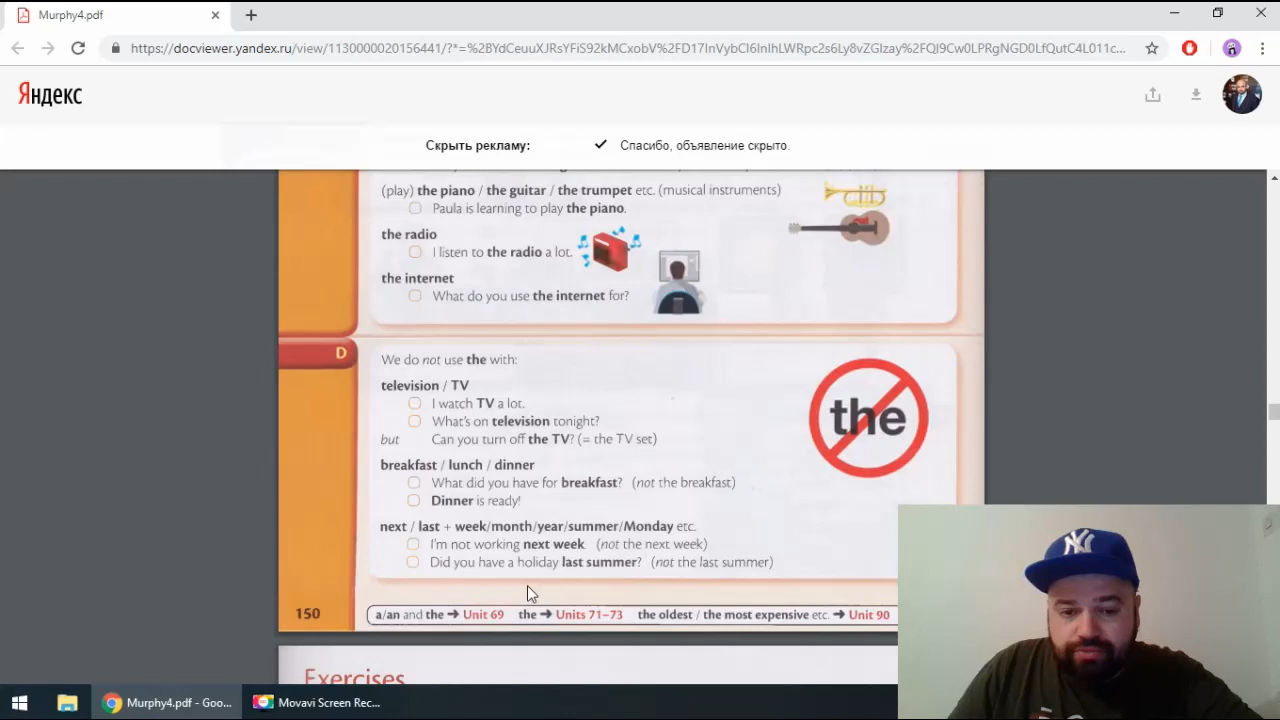 Murphy4.pdf
https://docviewer.yandex.ru/view/1130000020156441/?*=
Яндекс
Скрыть рекламу:
Спасибо, объявление скрыто.
(play) the piano / the guitar / the trumpet etc. (musical instruments)
Paula is learning to play the piano.
the radio
I listen to the radio a lot.
the internet
What do you use the internet for?
D
We do not use the with:
the
television / TV
I watch TV a lot.
What's on television tonight?
but Can you turn off the TV? (= the TV set)
breakfast / lunch / dinner
What did you have for breakfast? (not the breakfast)
Dinner is ready!
next / last + week/month/year/summer/Monday etc.
I'm not working next week. (not the next week)
Did you have a holiday last summer? (not the last summer)
150
a/an and the → Unit 69 the → Units 71–73 the oldest / the most expensive etc. → Unit 90
Exercises
NY
Murphy4.pdf - Goo...
Movavi Screen Rec...